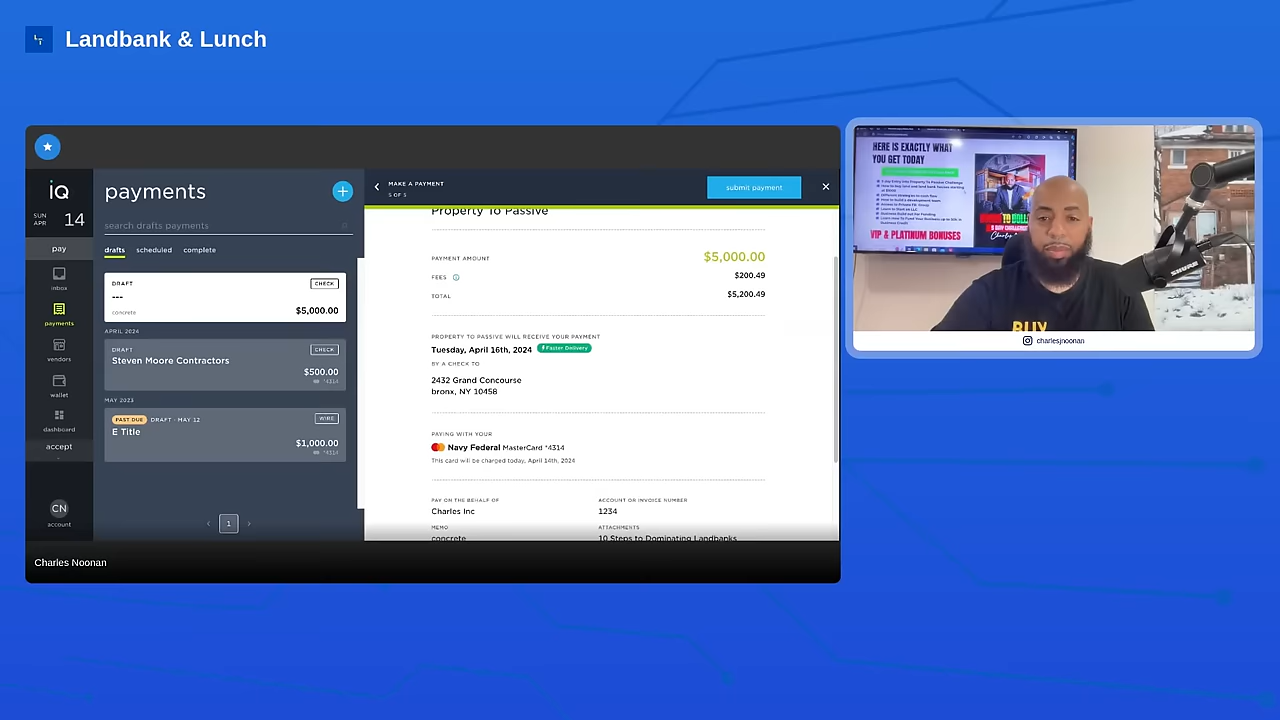 Landbank & Lunch
iQ
SUN
APR
14
pay
inbox
payments
vendors
wallet
dashboard
accept
CN
account
payments
search drafts payments
drafts scheduled complete
DRAFT CHECK
---
concrete $5,000.00
APRIL 2024
DRAFT CHECK
Steven Moore Contractors
$500.00
*4314
MAY 2023
PAST DUE DRAFT - MAY 12 WIRE
E Title
$1,000.00
*4314
1
MAKE A PAYMENT
5 OF 5
submit payment
Property To Passive
PAYMENT AMOUNT $5,000.00
FEES $200.49
TOTAL $5,200.49
PROPERTY TO PASSIVE WILL RECEIVE YOUR PAYMENT
Tuesday, April 16th, 2024 Faster Delivery
BY A CHECK TO
2432 Grand Concourse
bronx, NY 10458
PAYING WITH YOUR
Navy Federal MasterCard *4314
This card will be charged today, April 14th, 2024
PAY ON THE BEHALF OF ACCOUNT OR INVOICE NUMBER
Charles Inc 1234
MEMO ATTACHMENTS
concrete 10 Steps to Dominating Landbanks
Charles Noonan
HERE IS EXACTLY WHAT
YOU GET TODAY
VIP & PLATINUM BONUSES
SHURE
BUY
charlesjnoonan